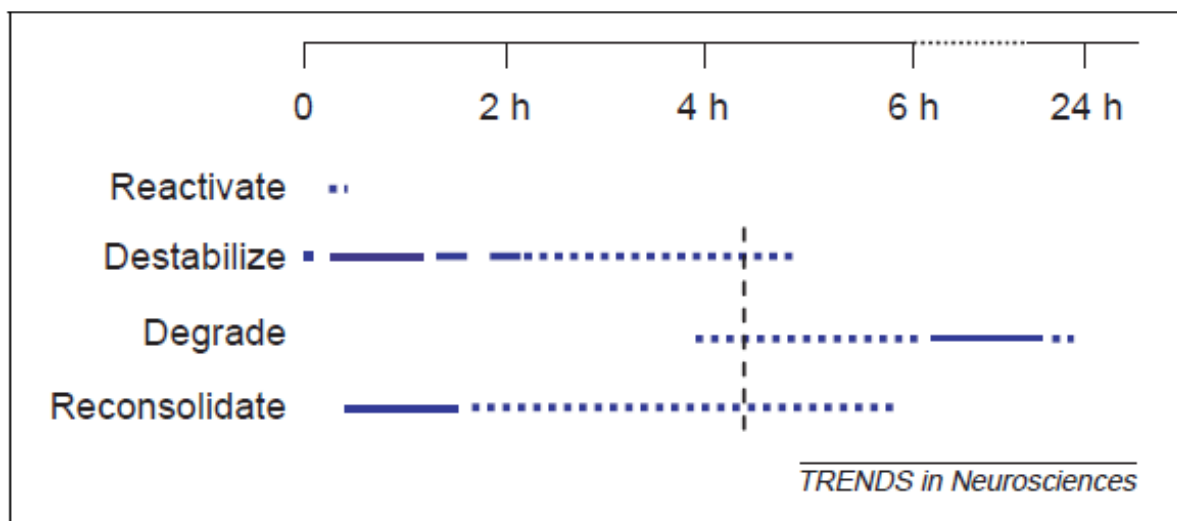 0 2 h 4 h 6 h 24 h
Reactivate
Destabilize
Degrade
Reconsolidate
TRENDS in Neurosciences